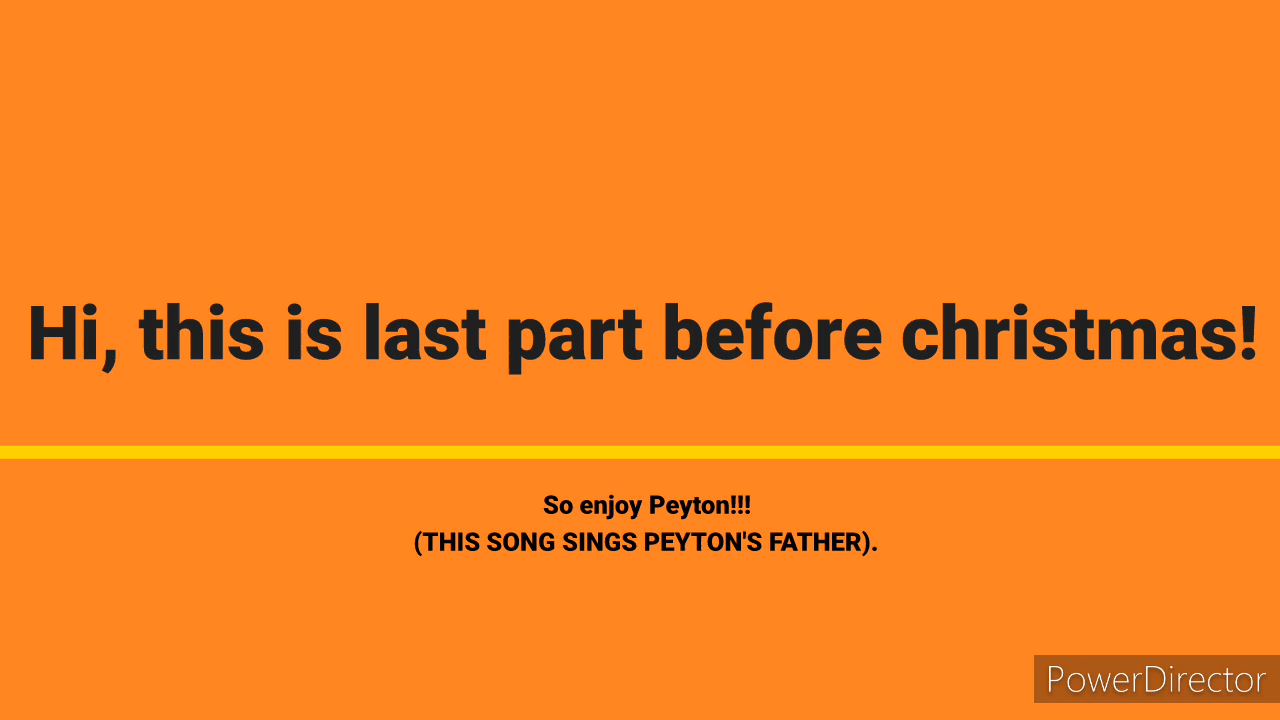 Hi, this is last part before christmas!
So enjoy Peyton!!!
(THIS SONG SINGS PEYTON'S FATHER).
PowerDirector